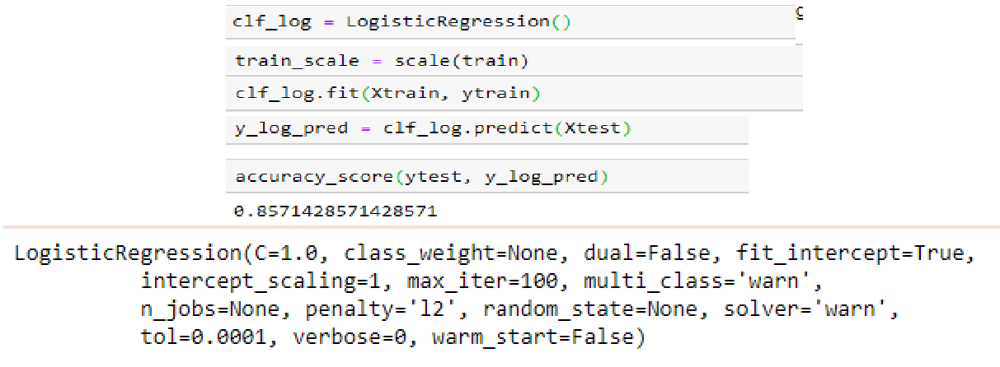 clf_log = LogisticRegression()
train_scale = scale(train)
clf_log.fit(Xtrain, ytrain)
y_log_pred = clf_log.predict(Xtest)
accuracy_score(ytest, y_log_pred)
0.8571428571428571
LogisticRegression(C=1.0, class_weight=None, dual=False, fit_intercept=True,
intercept_scaling=1, max_iter=100, multi_class='warn',
n_jobs=None, penalty='l2', random_state=None, solver='warn',
tol=0.0001, verbose=0, warm_start=False)